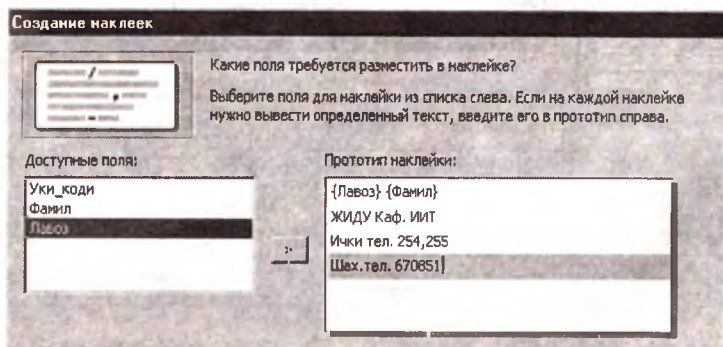 Создание наклеек
Какие поля требуется разместить в наклейке?
Выберите поля для наклейки из списка слева. Если на каждой наклейке
нужно вывести определенный текст, введите его в прототип справа.
Доступные поля:
Прототип наклейки:
Уки_коди
Фамил
Лавоз
>
{Лавоз} {Фамил}
ЖИДУ Каф. ИИТ
Ички тел. 254,255
Шах.тел. 670851